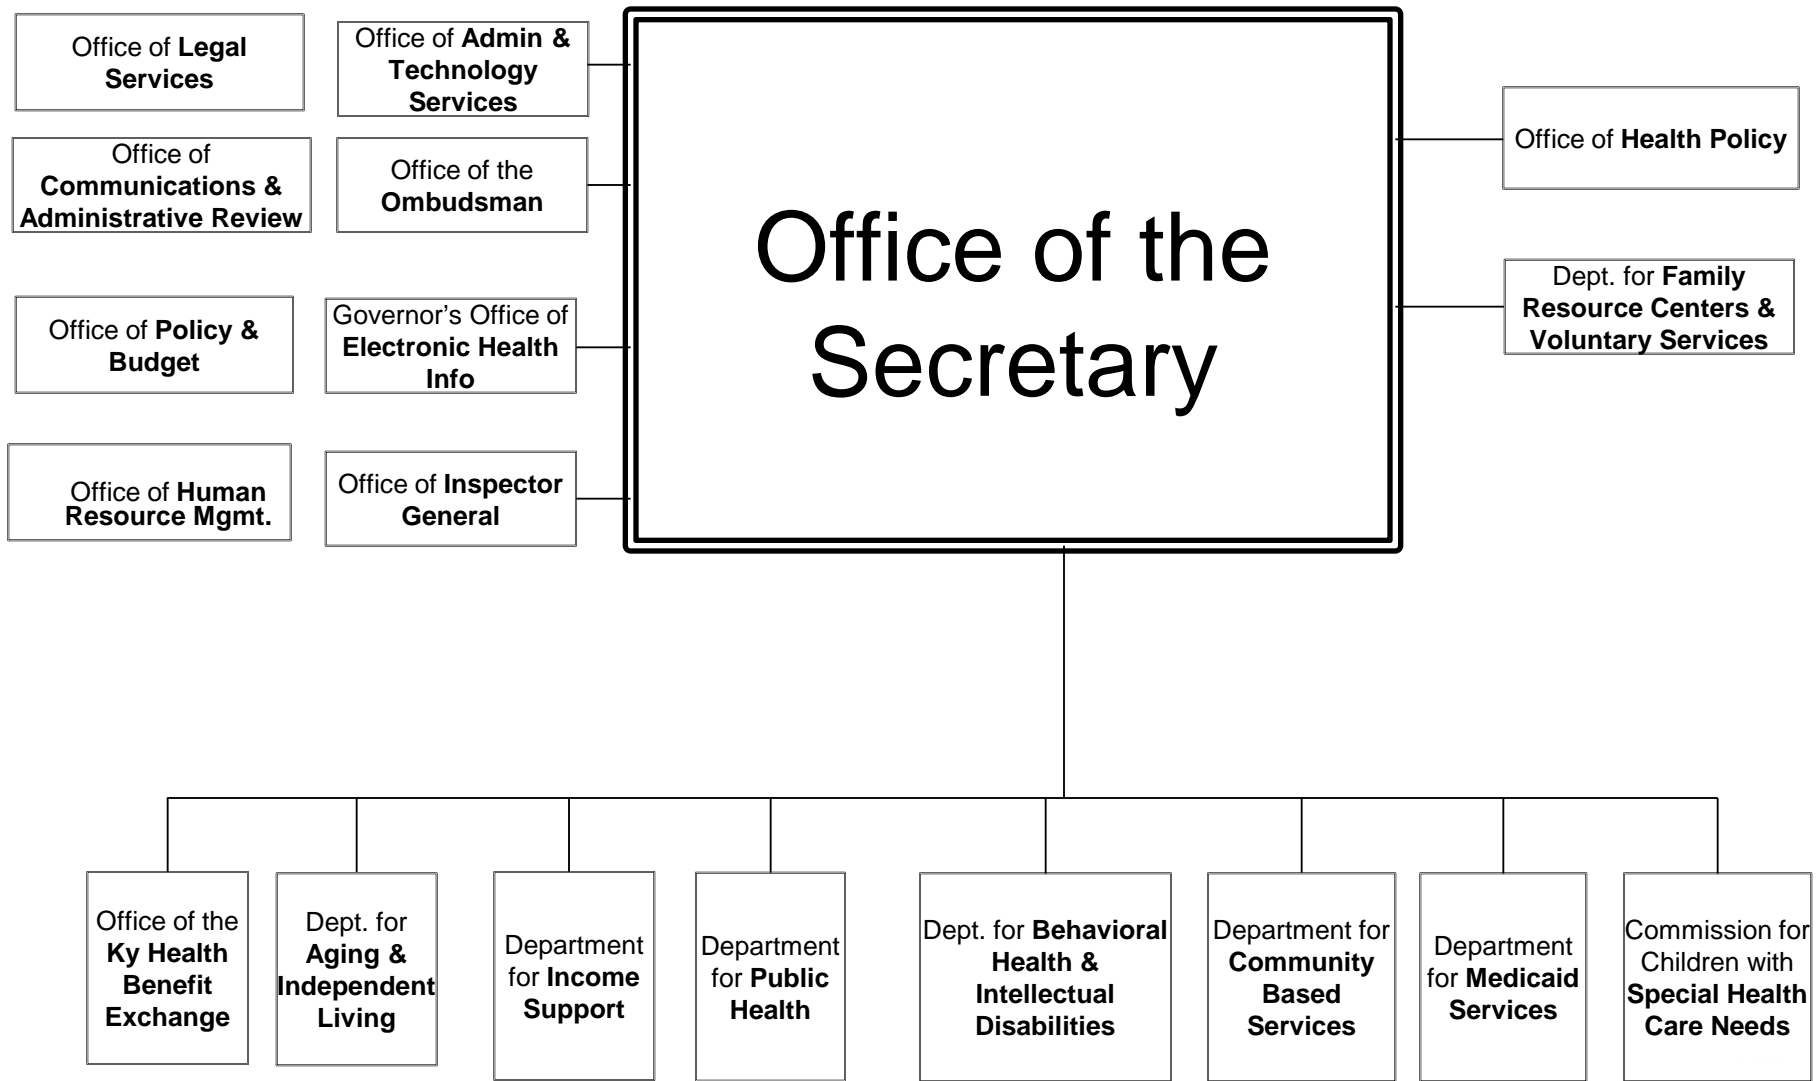 Office of Legal
Services
Office of Admin &
Technology
Services
Office of
Communications &
Administrative Review
Office of the
Ombudsman
Office of Policy &
Budget
Governor’s Office of
Electronic Health
Info
Office of Human
Resource Mgmt.
Office of Inspector
General
Office of the
Secretary
Office of Health Policy
Dept. for Family
Resource Centers &
Voluntary Services
Office of the
Ky Health
Benefit
Exchange
Dept. for
Aging &
Independent
Living
Department
for Income
Support
Department
for Public
Health
Dept. for Behavioral
Health &
Intellectual
Disabilities
Department for
Community
Based
Services
Department
for Medicaid
Services
Commission for
Children with
Special Health
Care Needs